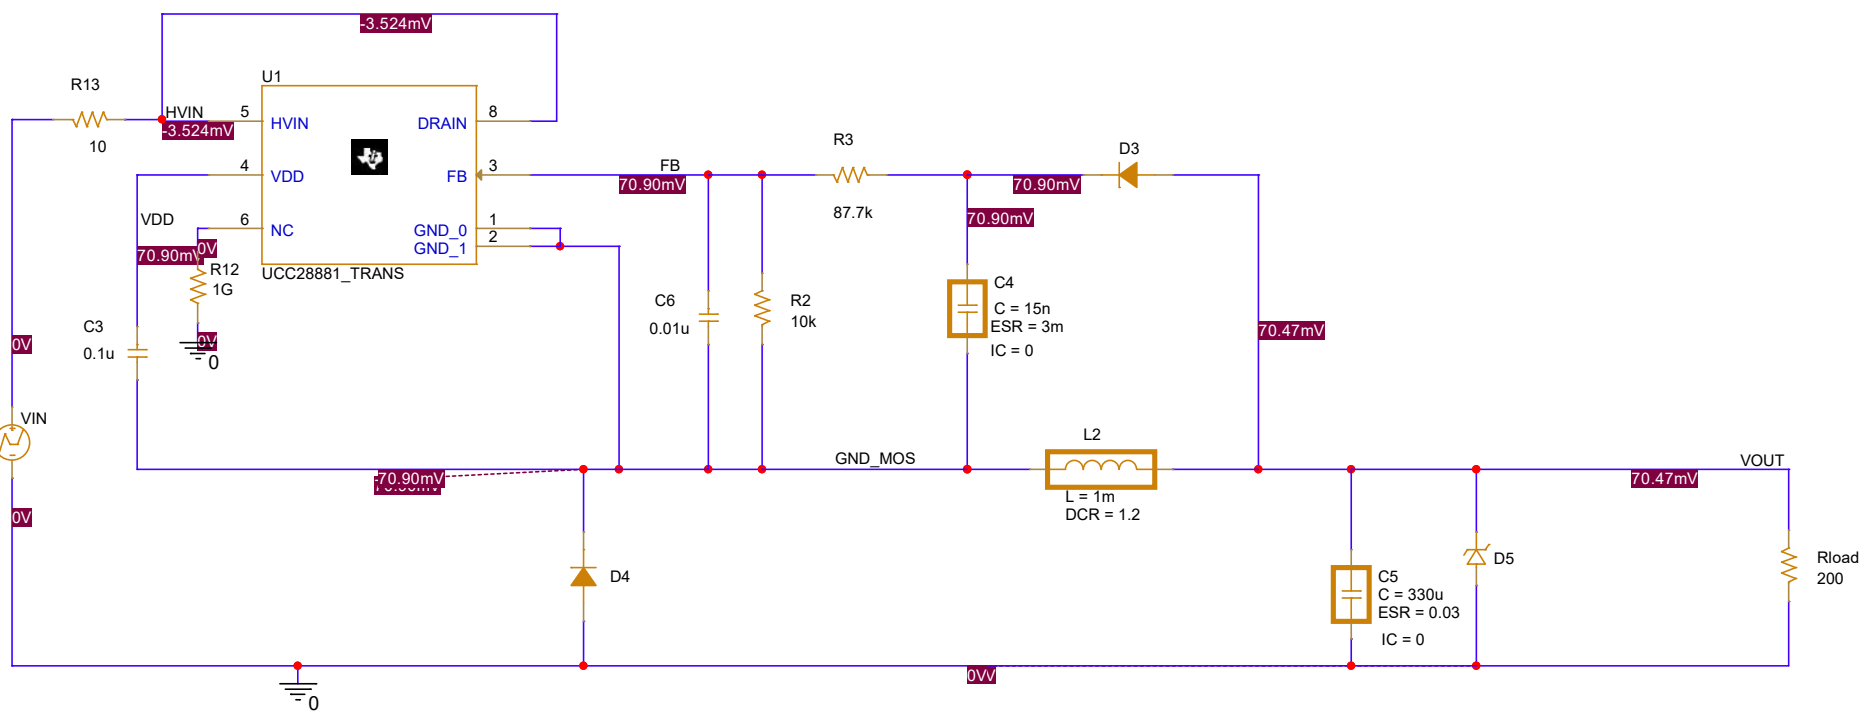 -3.524mV
R13
10
HVIN
-3.524mV
U1
5
HVIN
4
VDD
6
NC
DRAIN
8
FB
3
GND_0
1
GND_1
2
UCC28881_TRANS
VDD
70.90mV
0V
R12
1G
0V
0
C3
0.1u
0V
VIN
0V
FB
70.90mV
R3
87.7k
70.90mV
D3
70.90mV
C6
0.01u
R2
10k
C4
C = 15n
ESR = 3m
IC = 0
70.47mV
70.90mV
GND_MOS
L2
L = 1m
DCR = 1.2
VOUT
70.47mV
D4
C5
C = 330u
ESR = 0.03
IC = 0
D5
Rload
200
0